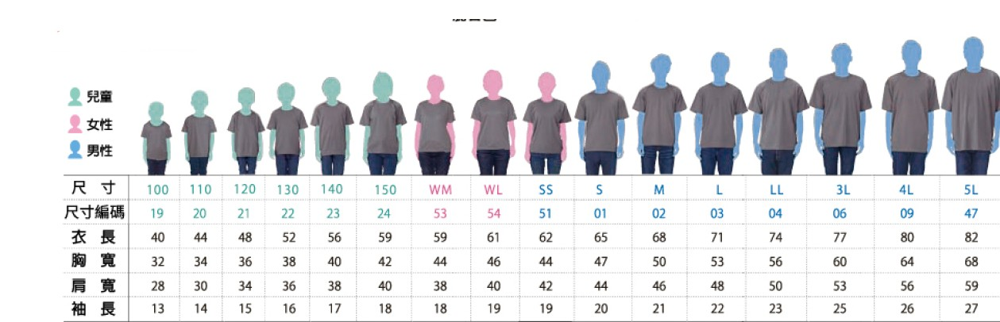 兒童
女性
男性
尺 寸 100 110 120 130 140 150 WM WL SS S M L LL 3L 4L 5L
尺寸編碼 19 20 21 22 23 24 53 54 51 01 02 03 04 06 09 47
衣 長 40 44 48 52 56 59 59 61 62 65 68 71 74 77 80 82
胸 寬 32 34 36 38 40 42 44 46 44 47 50 53 56 60 64 68
肩 寬 28 30 34 36 38 40 38 40 42 44 46 48 50 53 56 59
袖 長 13 14 15 16 17 18 18 19 19 20 21 22 23 25 26 27